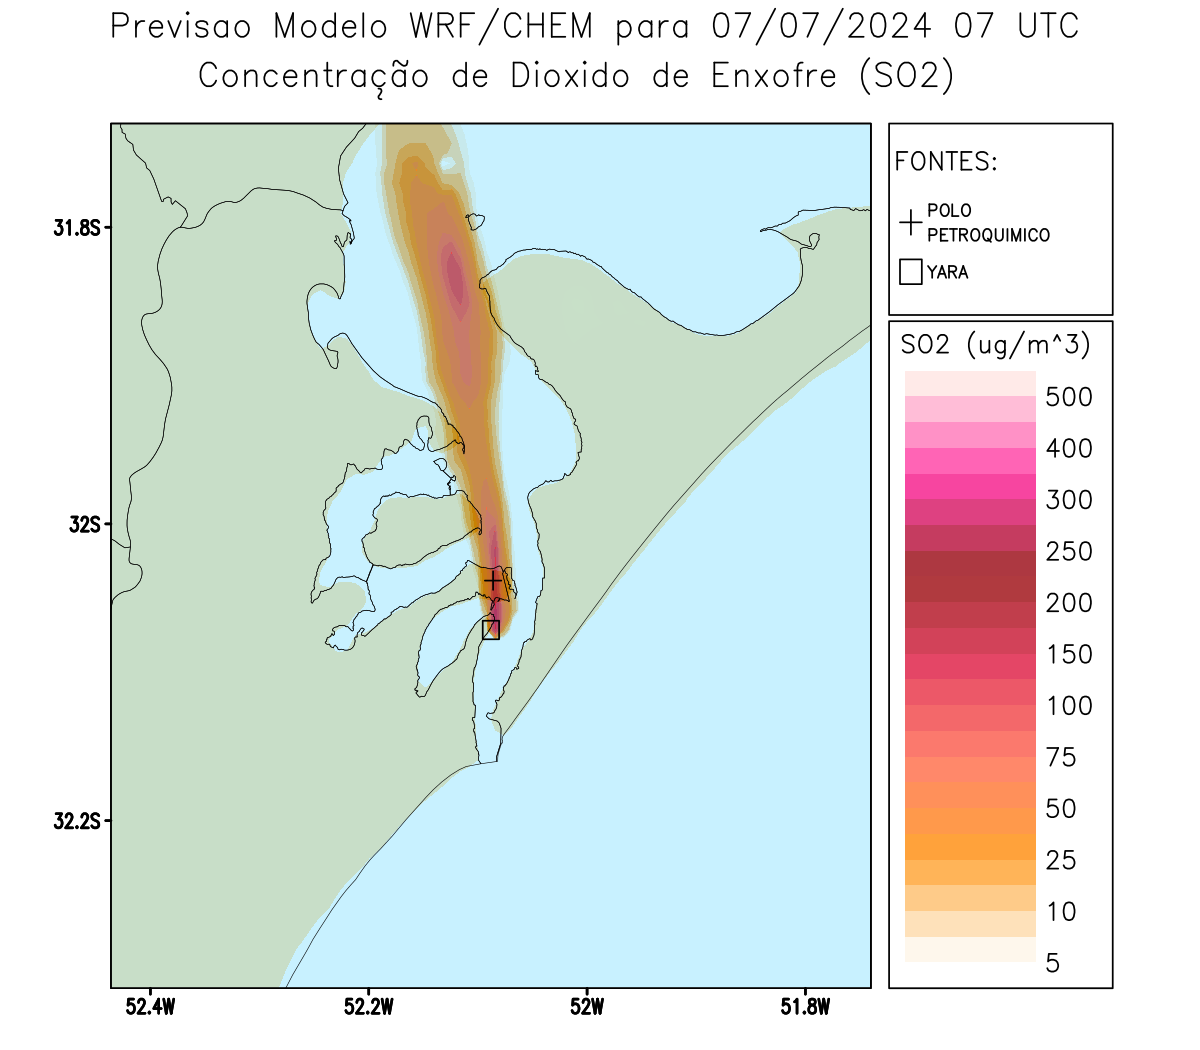 Previsao Modelo WRF/CHEM para 07/07/2024 07 UTC
Concentração de Dioxido de Enxofre (SO2)
FONTES:
POLO
PETROQUIMICO
YARA
SO2 (ug/m^3)
500
400
300
250
200
150
100
75
50
25
10
5
31.8S
32S
32.2S
52.4W
52.2W
52W
51.8W